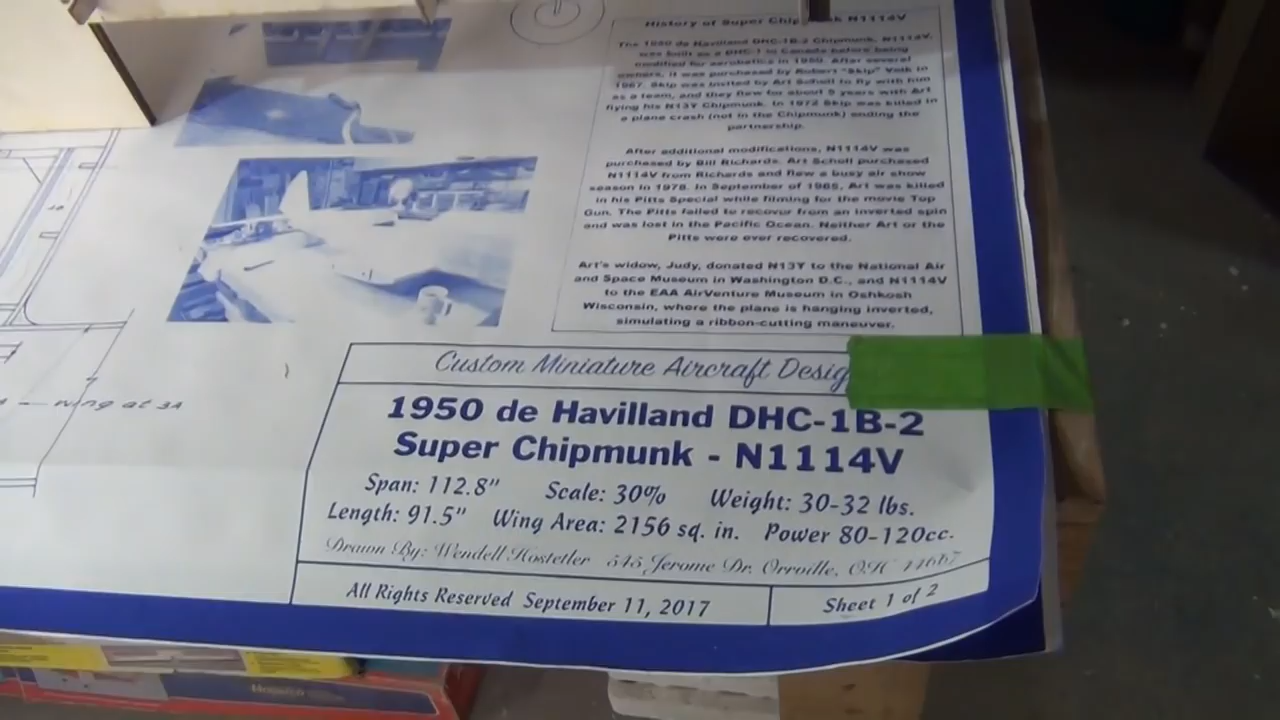 History of Super N1114V
The 1950 de Havilland DHC-1B-2 Chipmunk, N1114V,
was built as a DHC-1 in Canada before being
modified for aerobatics in 1950. After several
owners, it was purchased by Robert "Skip" Volk in
1967. Skip was invited by Art Scholl to fly with him
as a team, and they flew for about 5 years with Art
flying his N13Y Chipmunk. In 1972 Skip was killed in
a plane crash (not in the Chipmunk) ending the
partnership.
After additional modifications, N1114V was
purchased by Bill Richards. Art Scholl purchased
N1114V from Richards and flew a busy air show
season in 1978. In September of 1985, Art was killed
in his Pitts Special while filming for the movie Top
Gun. The Pitts failed to recover from an inverted spin
and was lost in the Pacific Ocean. Neither Art or the
Pitts were ever recovered.
Art's widow, Judy, donated N13Y to the National Air
and Space Museum in Washington D.C., and N1114V
to the EAA AirVenture Museum in Oshkosh
Wisconsin, where the plane is hanging inverted,
simulating a ribbon-cutting maneuver.
wing at 3A
Custom Miniature Aircraft Desig
1950 de Havilland DHC-1B-2
Super Chipmunk - N1114V
Span: 112.8" Scale: 30% Weight: 30-32 lbs.
Length: 91.5" Wing Area: 2156 sq. in. Power 80-120cc.
Drawn By: Wendell Hostetler 545 Jerome Dr. Orrville, OH 44667
All Rights Reserved September 11, 2017
Sheet 1 of 2